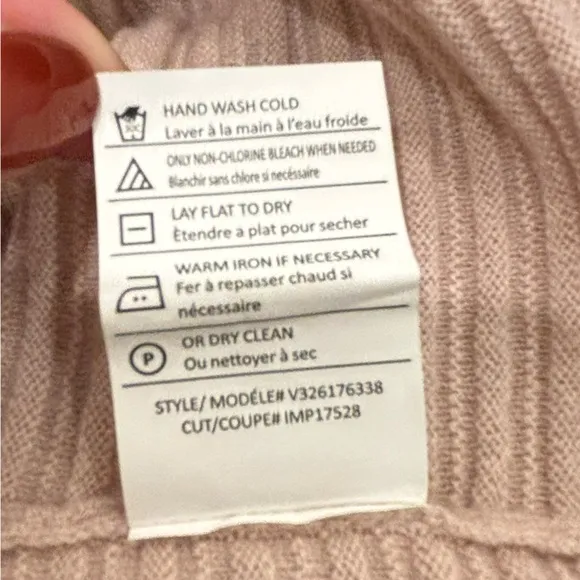 HAND WASH COLD
Laver à la main à l'eau froide
ONLY NON-CHLORINE BLEACH WHEN NEEDED
Blanchir sans chlore si necéssaire
LAY FLAT TO DRY
Ètendre a plat pour secher
WARM IRON IF NECESSARY
Fer à repasser chaud si
nécessaire
P
OR DRY CLEAN
Ou nettoyer à sec
STYLE/ MODÉLE# V326176338
CUT/COUPE# IMP17528